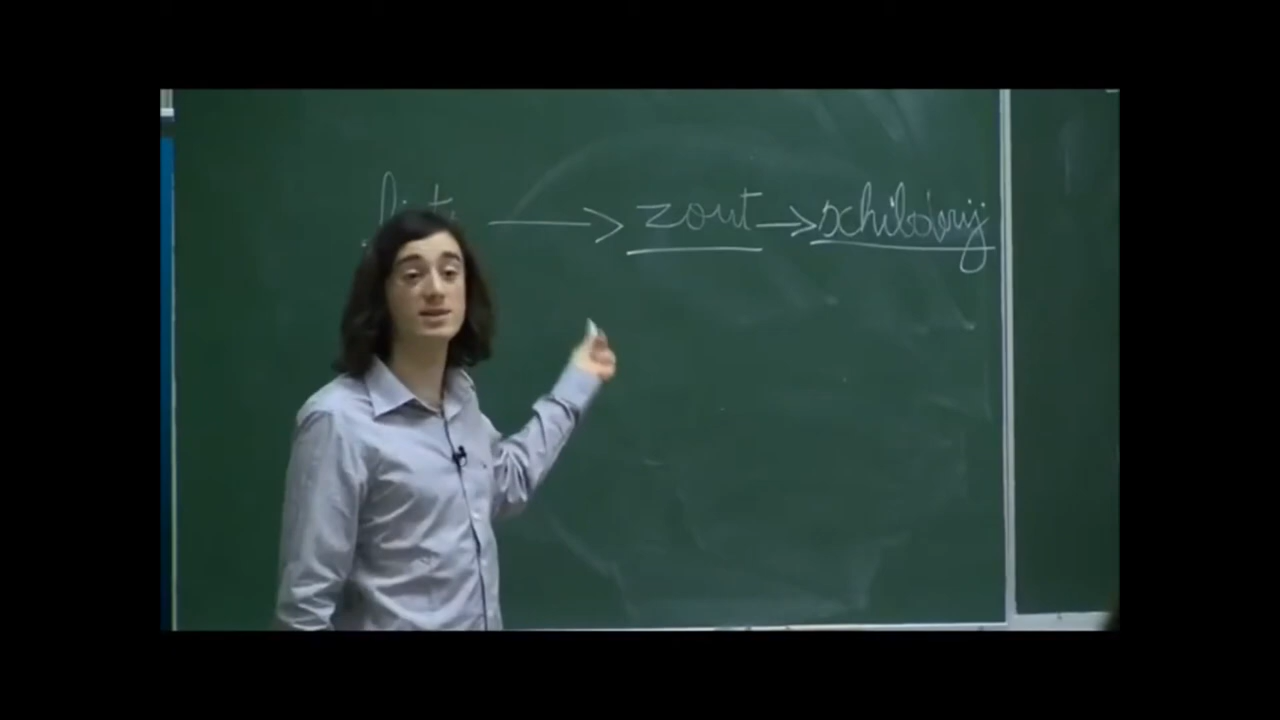 → zout → schilderij